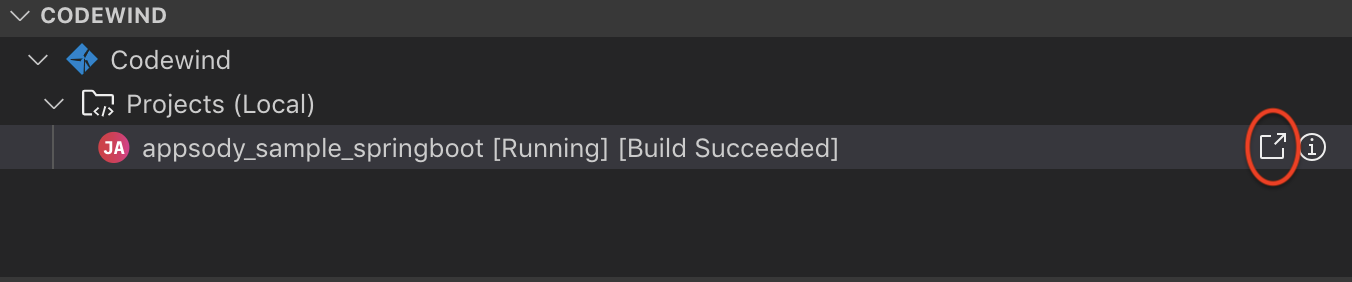 CODEWIND
Codewind
Projects (Local)
JA appsody_sample_springboot [Running] [Build Succeeded]